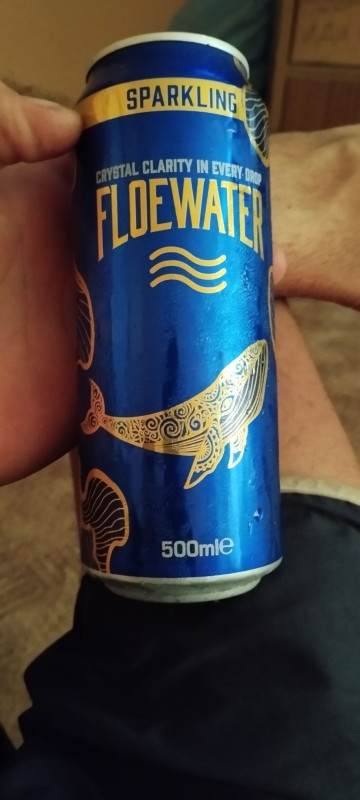 SPARKLING
CRYSTAL CLARITY IN EVERY DROP
FLOEWATER
500ml℮